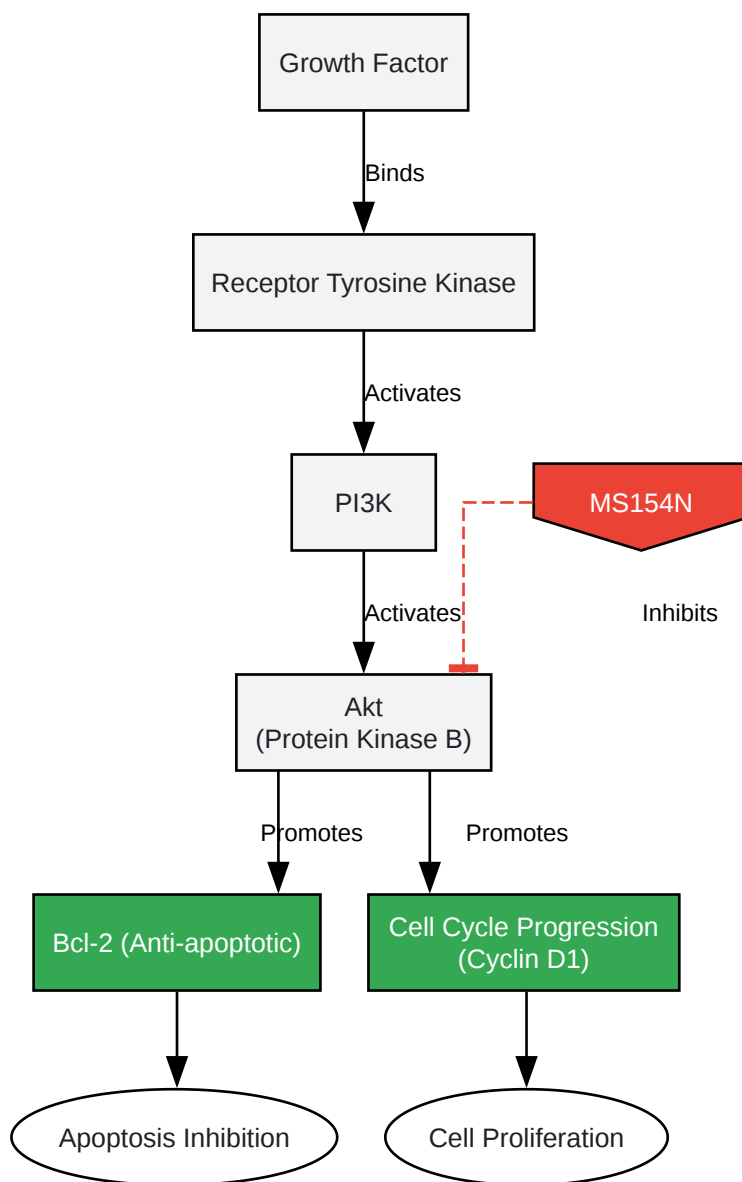 Growth Factor
Binds
Receptor Tyrosine Kinase
Activates
PI3K
MS154N
Activates
Inhibits
Akt
(Protein Kinase B)
Promotes
Promotes
Bcl-2 (Anti-apoptotic)
Cell Cycle Progression
(Cyclin D1)
Apoptosis Inhibition
Cell Proliferation